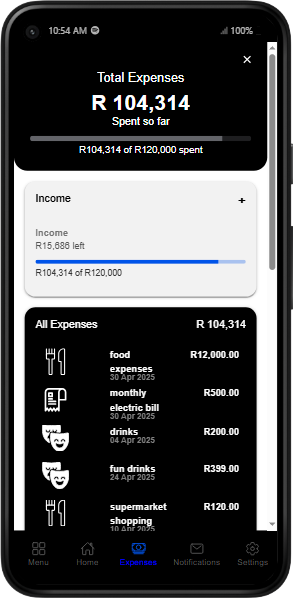 10:54 AM
100%
×
Total Expenses
R 104,314
Spent so far
R104,314 of R120,000 spent
Income +
Income
R15,686 left
R104,314 of R120,000
All Expenses R 104,314
food R12,000.00
expenses
30 Apr 2025
monthly R500.00
electric bill
30 Apr 2025
drinks R200.00
04 Apr 2025
fun drinks R399.00
24 Apr 2025
supermarket R120.00
shopping
10 Apr 2025
Menu Home Expenses Notifications Settings